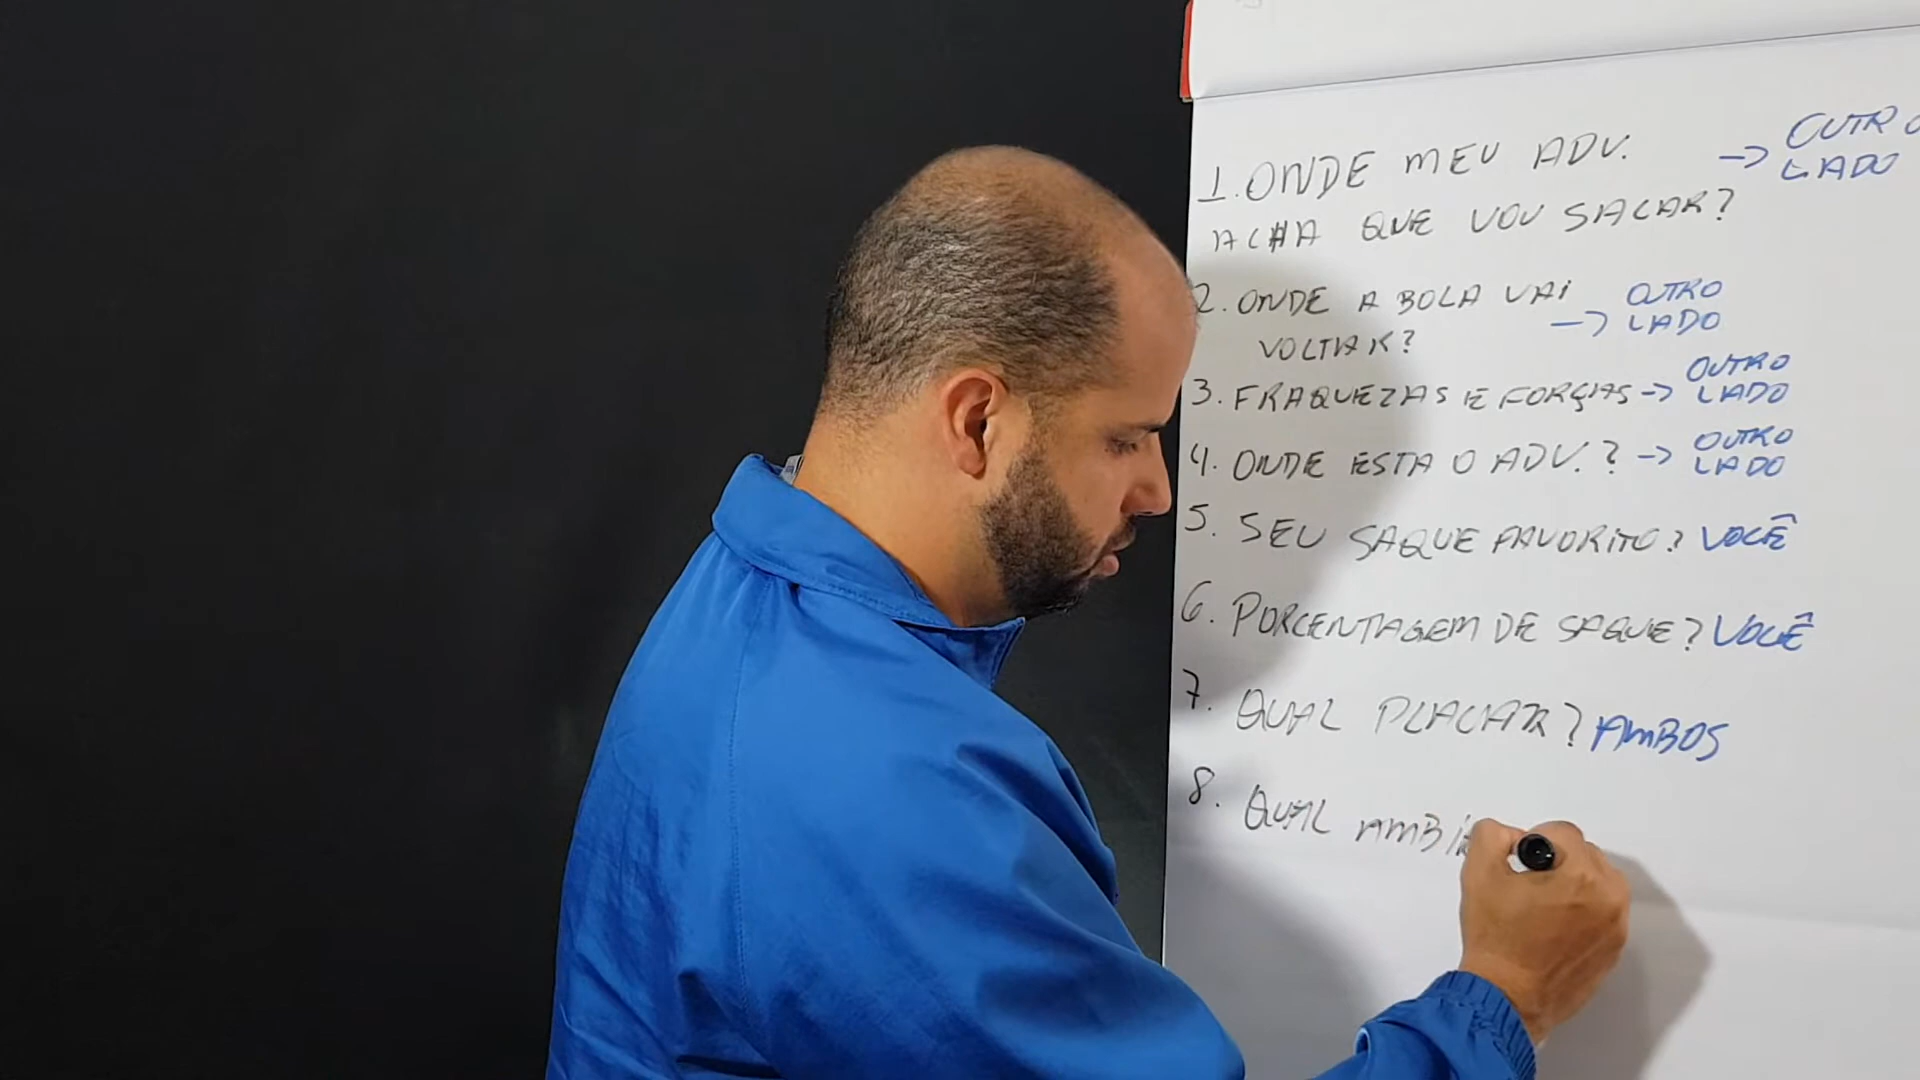 1. ONDE MEU ADV. → OUTRO LADO
ACHA QUE VOU SACAR?
2. ONDE A BOLA VAI → OUTRO LADO
VOLTAR?
3. FRAQUEZAS E FORÇAS → OUTRO LADO
4. ONDE ESTA O ADV.? → OUTRO LADO
5. SEU SAQUE FAVORITO? VOCÊ
6. PORCENTAGEM DE SAQUE? VOCÊ
7. QUAL PLACAR? AMBOS
8. QUAL